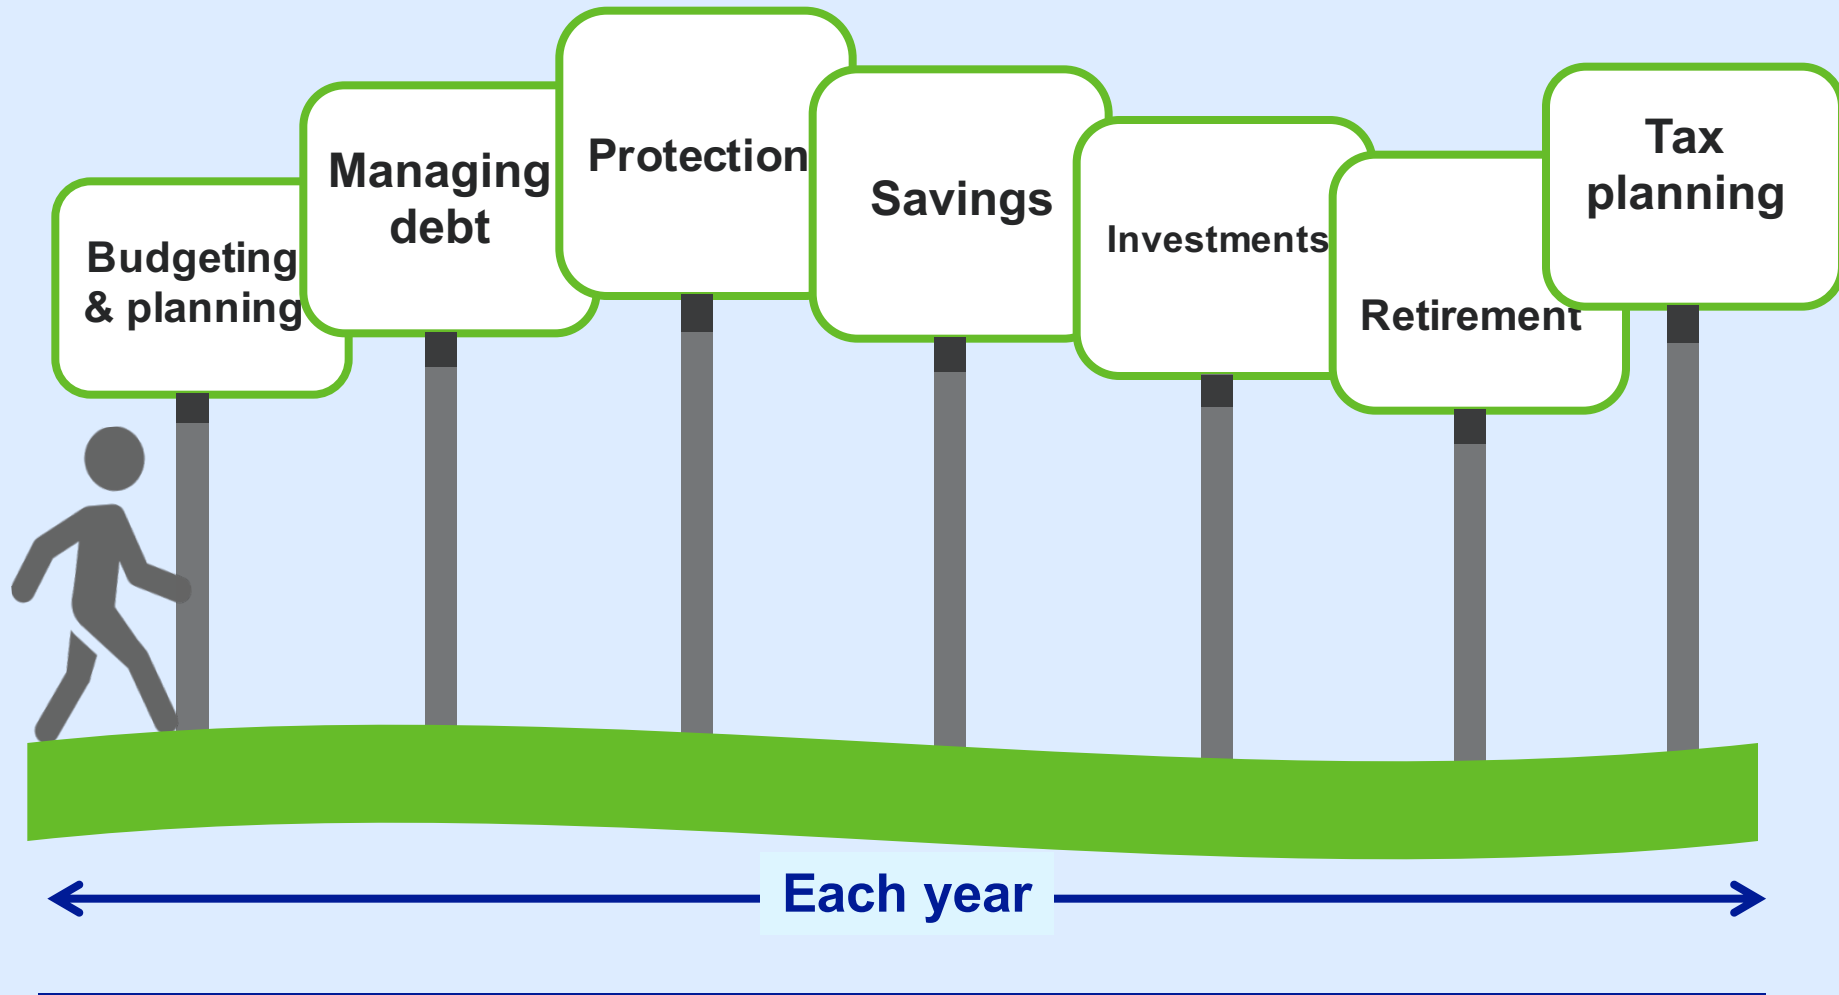 Budgeting
& planning
Managing
debt
Protection
Savings
Investments
Retirement
Tax
planning
Each year